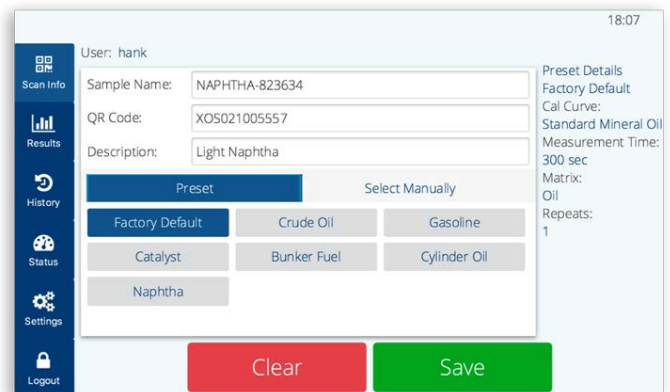 18:07
User: hank
Scan Info
Results
History
Status
Settings
Logout
Sample Name: NAPHTHA-823634
QR Code: XOS021005557
Description: Light Naphtha
Preset Select Manually
Factory Default Crude Oil Gasoline
Catalyst Bunker Fuel Cylinder Oil
Naphtha
Clear Save
Preset Details
Factory Default
Cal Curve:
Standard Mineral Oil
Measurement Time:
300 sec
Matrix:
Oil
Repeats:
1